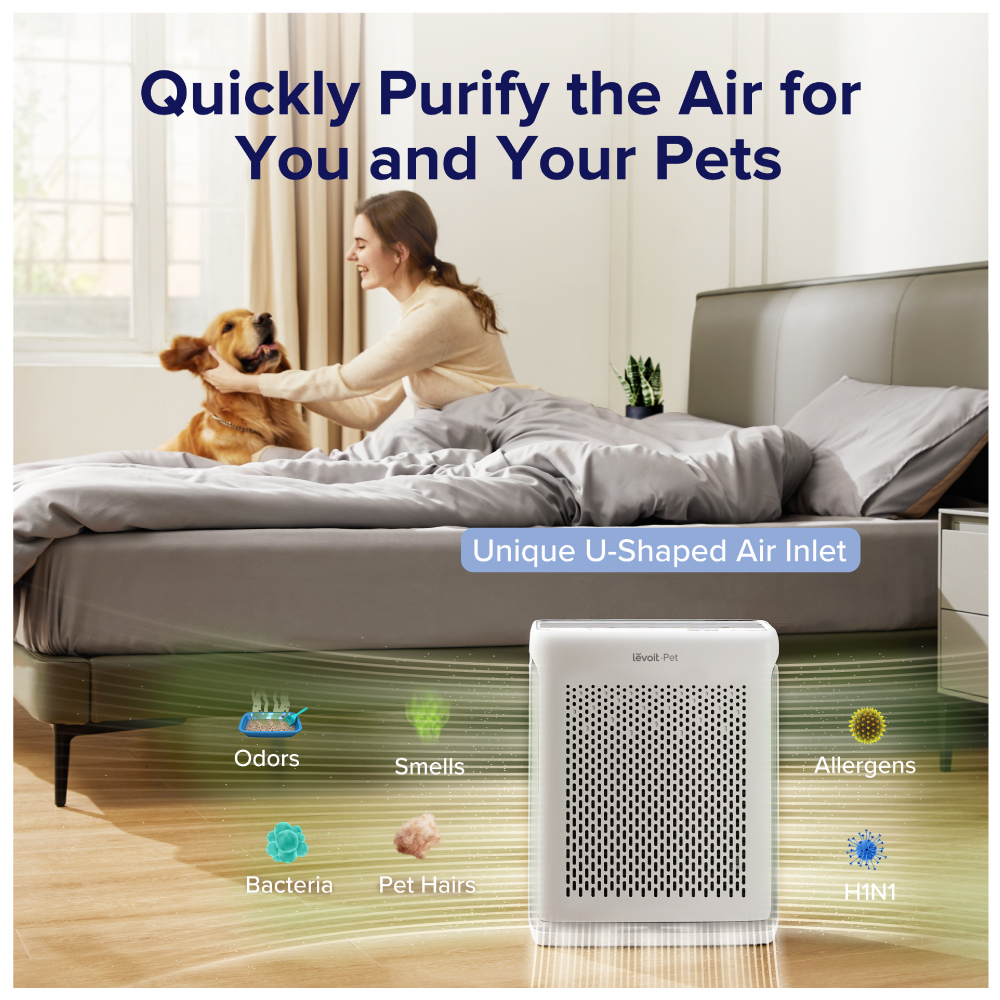 Quickly Purify the Air for
You and Your Pets
Unique U-Shaped Air Inlet
levoit·Pet
Odors
Smells
Allergens
Bacteria
Pet Hairs
H1N1